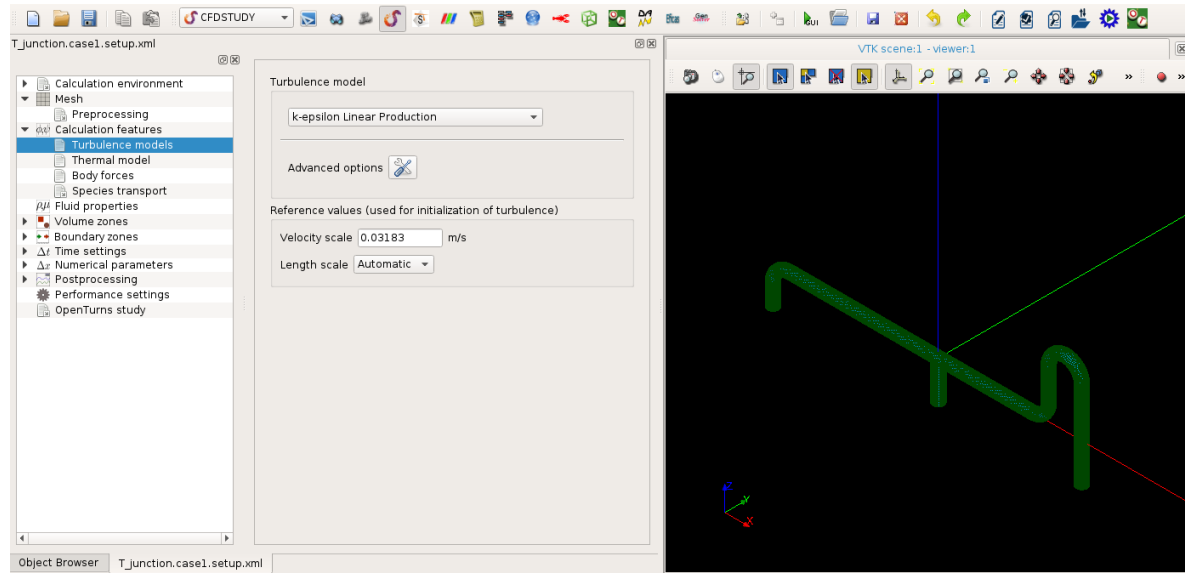 CFDSTUDY
GUI
T_junction.case1.setup.xml
VTK scene:1 - viewer:1
Calculation environment
Mesh
Preprocessing
Calculation features
Turbulence models
Thermal model
Body forces
Species transport
Fluid properties
Volume zones
Boundary zones
Δt Time settings
Δx Numerical parameters
Postprocessing
Performance settings
OpenTurns study
Turbulence model
k-epsilon Linear Production
Advanced options
Reference values (used for initialization of turbulence)
Velocity scale 0.03183 m/s
Length scale Automatic
»
»
Z
Y
X
Object Browser
T_junction.case1.setup.xml